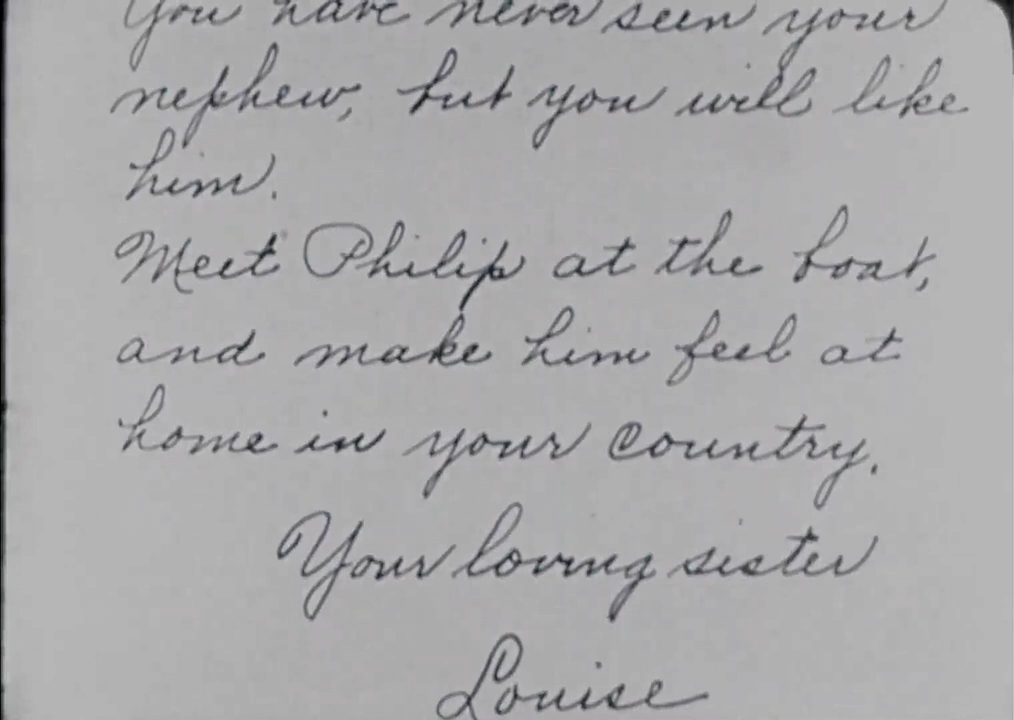 You have never seen your
nephew, but you will like
him.
Meet Philip at the boat,
and make him feel at
home in your country.
Your loving sister
Louise